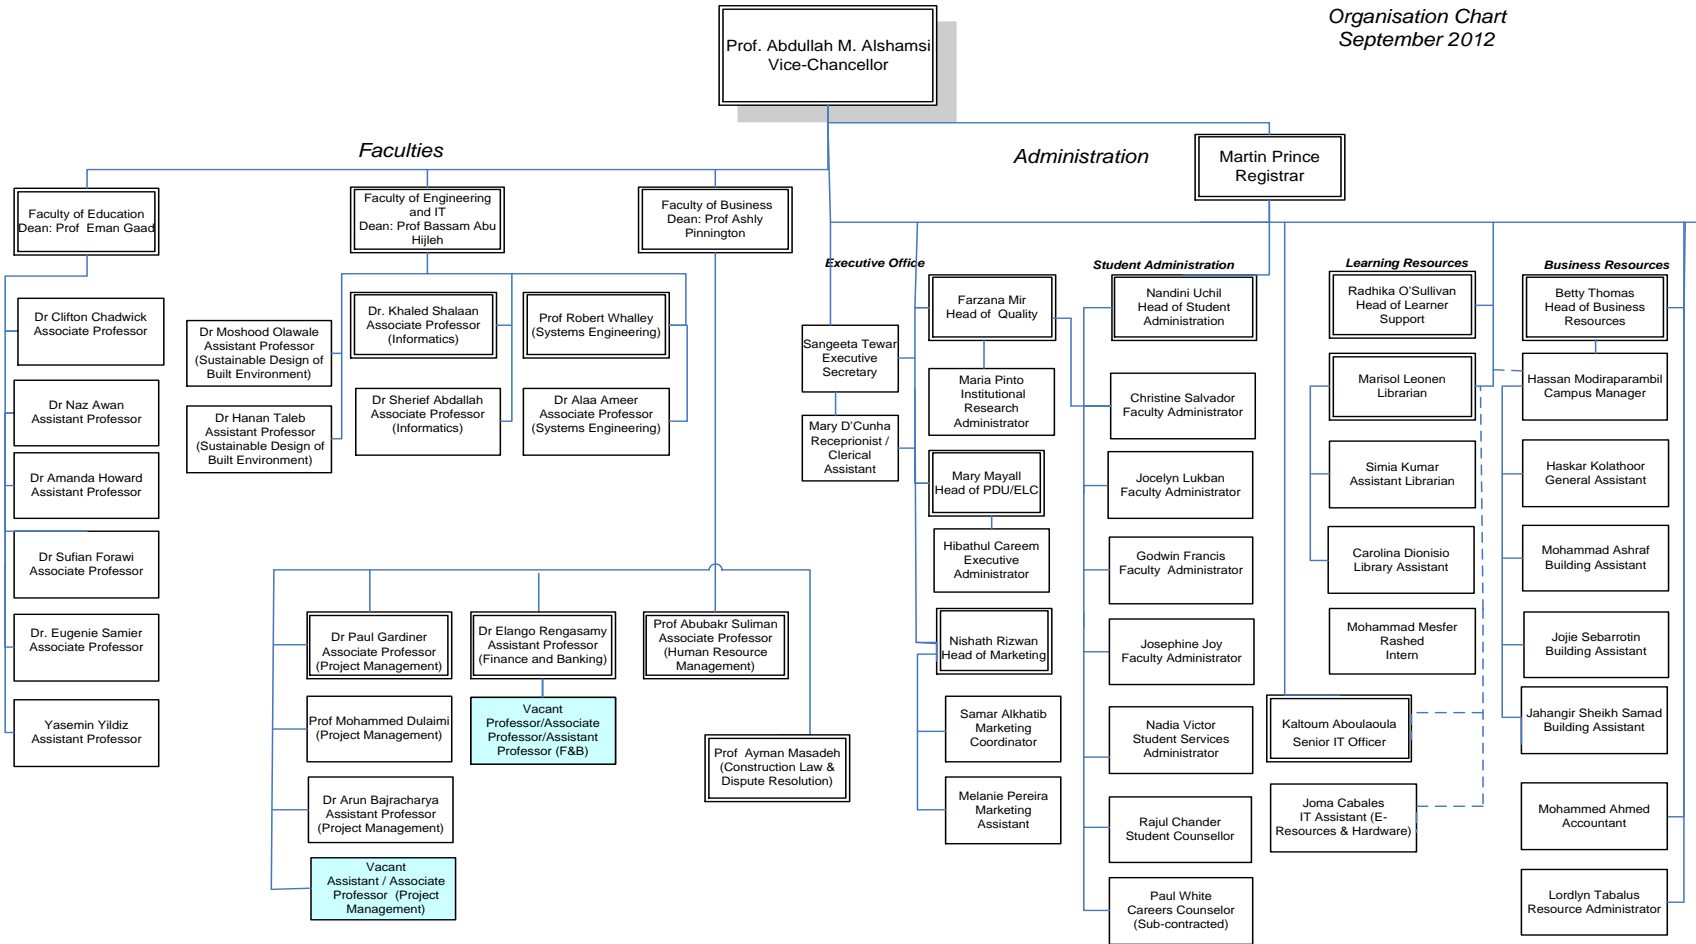 Organisation Chart
September 2012
Prof. Abdullah M. Alshamsi
Vice-Chancellor
Faculties
Administration
Martin Prince
Registrar
Faculty of Education
Dean: Prof  Eman Gaad
Faculty of Engineering
and IT
Dean: Prof Bassam Abu
Hijleh
Faculty of Business
Dean: Prof Ashly
Pinnington
Dr Clifton Chadwick
Associate Professor
Dr Naz Awan
Assistant Professor
Dr Amanda Howard
Assistant Professor
Dr Sufian Forawi
Associate Professor
Dr. Eugenie Samier
Associate Professor
Yasemin Yildiz
Assistant Professor
Dr Moshood Olawale
Assistant Professor
(Sustainable Design of
Built Environment)
Dr Hanan Taleb
Assistant Professor
(Sustainable Design of
Built Environment)
Dr. Khaled Shalaan
Associate Professor
(Informatics)
Dr Sherief Abdallah
Associate Professor
(Informatics)
Prof Robert Whalley
(Systems Engineering)
Dr Alaa Ameer
Associate Professor
(Systems Engineering)
Dr Paul Gardiner
Associate Professor
(Project Management)
Prof Mohammed Dulaimi
(Project Management)
Dr Arun Bajracharya
Assistant Professor
(Project Management)
Vacant
Assistant / Associate
Professor  (Project
Management)
Dr Elango Rengasamy
Assistant Professor
(Finance and Banking)
Vacant
Professor/Associate
Professor/Assistant
Professor (F&B)
Prof Abubakr Suliman
Associate Professor
(Human Resource
Management)
Prof  Ayman Masadeh
(Construction Law &
Dispute Resolution)
Executive Office
Sangeeta Tewar
Executive
Secretary
Mary D'Cunha
Receprionist /
Clerical
Assistant
Farzana Mir
Head of  Quality
Maria Pinto
Institutional
Research
Administrator
Mary Mayall
Head of PDU/ELC
Hibathul Careem
Executive
Administrator
Nishath Rizwan
Head of Marketing
Samar Alkhatib
Marketing
Coordinator
Melanie Pereira
Marketing
Assistant
Student Administration
Nandini Uchil
Head of Student
Administration
Christine Salvador
Faculty Administrator
Jocelyn Lukban
Faculty Administrator
Godwin Francis
Faculty  Administrator
Josephine Joy
Faculty Administrator
Nadia Victor
Student Services
Administrator
Rajul Chander
Student Counsellor
Paul White
Careers Counselor
(Sub-contracted)
Learning Resources
Radhika O'Sullivan
Head of Learner
Support
Marisol Leonen
Librarian
Simia Kumar
Assistant Librarian
Carolina Dionisio
Library Assistant
Mohammad Mesfer
Rashed
Intern
Kaltoum Aboulaoula
Senior IT Officer
Joma Cabales
IT Assistant (E-
Resources & Hardware)
Business Resources
Betty Thomas
Head of Business
Resources
Hassan Modiraparambil
Campus Manager
Haskar Kolathoor
General Assistant
Mohammad Ashraf
Building Assistant
Jojie Sebarrotin
Building Assistant
Jahangir Sheikh Samad
Building Assistant
Mohammed Ahmed
Accountant
Lordlyn Tabalus
Resource Administrator